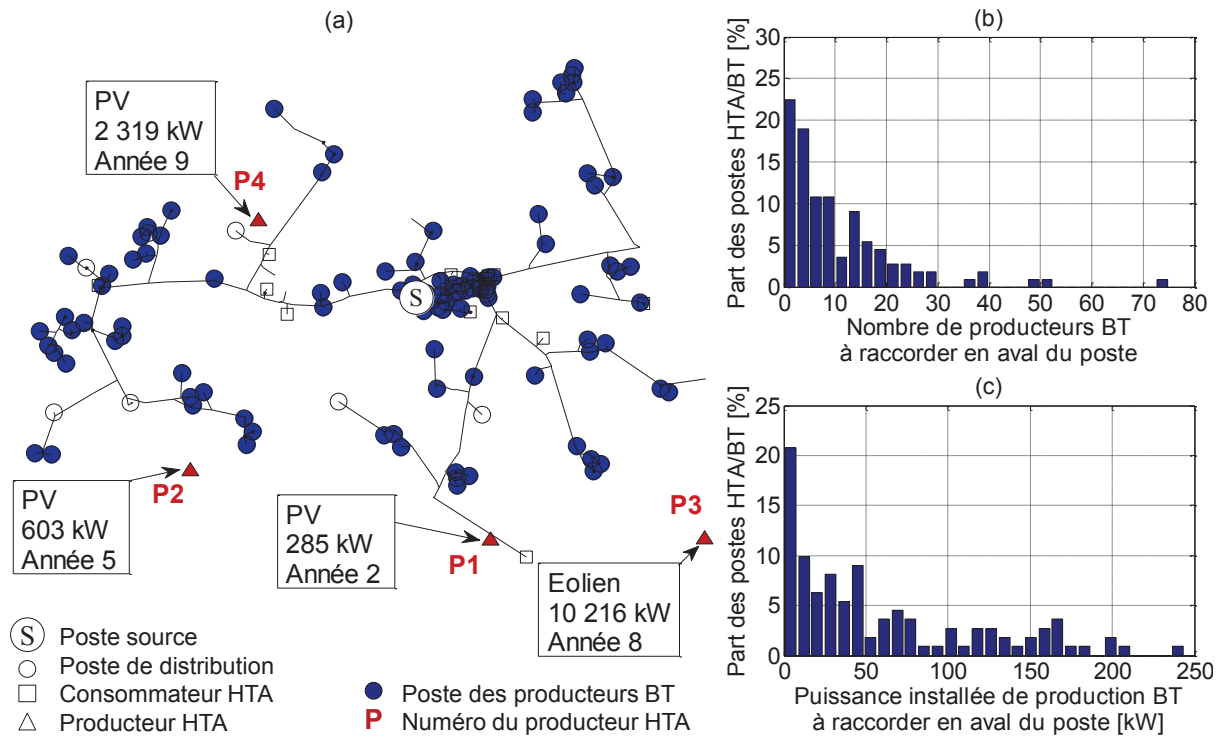 (a)
PV
2 319 kW
Année 9
P4
S
P2
PV
603 kW
Année 5
PV
285 kW
Année 2
P1
P3
Eolien
10 216 kW
Année 8
S Poste source
Poste de distribution
Consommateur HTA
Producteur HTA
Poste des producteurs BT
P Numéro du producteur HTA
(b)
Part des postes HTA/BT [%]
30
25
20
15
10
5
0
0 10 20 30 40 50 60 70 80
Nombre de producteurs BT
à raccorder en aval du poste
(c)
Part des postes HTA/BT [%]
25
20
15
10
5
0
0 50 100 150 200 250
Puissance installée de production BT
à raccorder en aval du poste [kW]